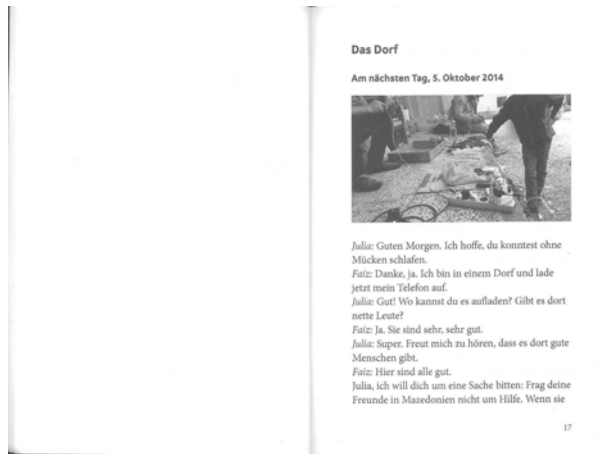 Das Dorf
Am nächsten Tag, 5. Oktober 2014
Julia: Guten Morgen. Ich hoffe, du konntest ohne
Mücken schlafen.
Faiz: Danke, ja. Ich bin in einem Dorf und lade
jetzt mein Telefon auf.
Julia: Gut! Wo kannst du es aufladen? Gibt es dort
nette Leute?
Faiz: Ja. Sie sind sehr, sehr gut.
Julia: Super. Freut mich zu hören, dass es dort gute
Menschen gibt.
Faiz: Hier sind alle gut.
Julia, ich will dich um eine Sache bitten: Frag deine
Freunde in Mazedonien nicht um Hilfe. Wenn sie
17